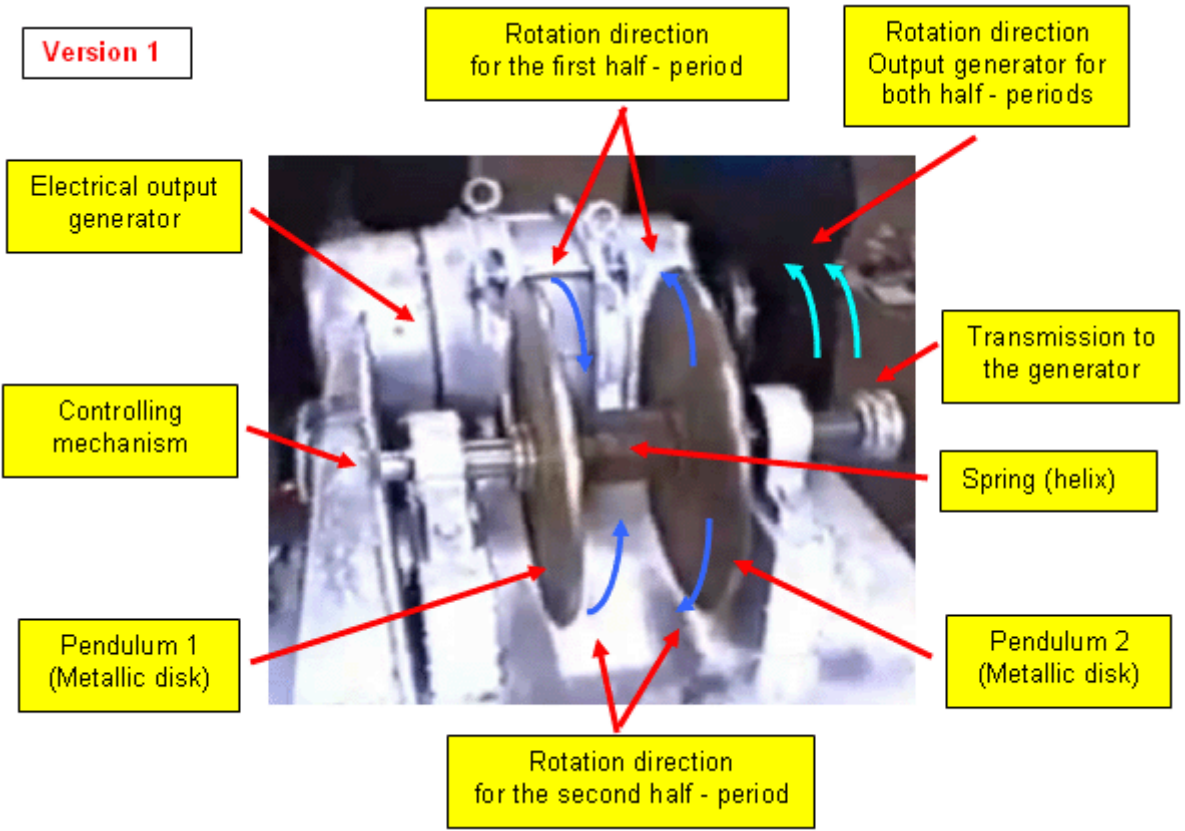 Version 1
Rotation direction
for the first half - period
Rotation direction
Output generator for
both half - periods
Electrical output
generator
Transmission to
the generator
Controlling
mechanism
Spring (helix)
Pendulum 1
(Metallic disk)
Pendulum 2
(Metallic disk)
Rotation direction
for the second half - period